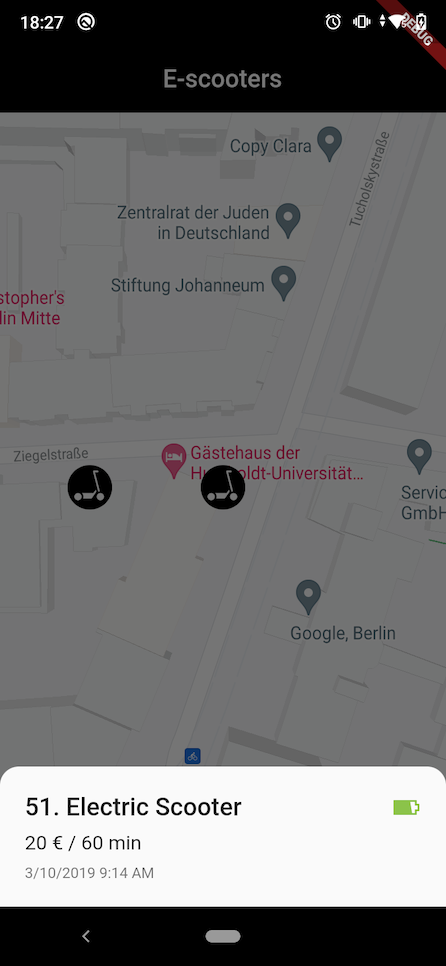 18:27
DEBUG
E-scooters
Copy Clara
Tucholskystraße
Zentralrat der Juden
in Deutschland
Stiftung Johanneum
stopher's
lin Mitte
Ziegelstraße
Gästehaus der
Humboldt-Universität...
Servic
GmbH
Google, Berlin
51. Electric Scooter
20 € / 60 min
3/10/2019 9:14 AM